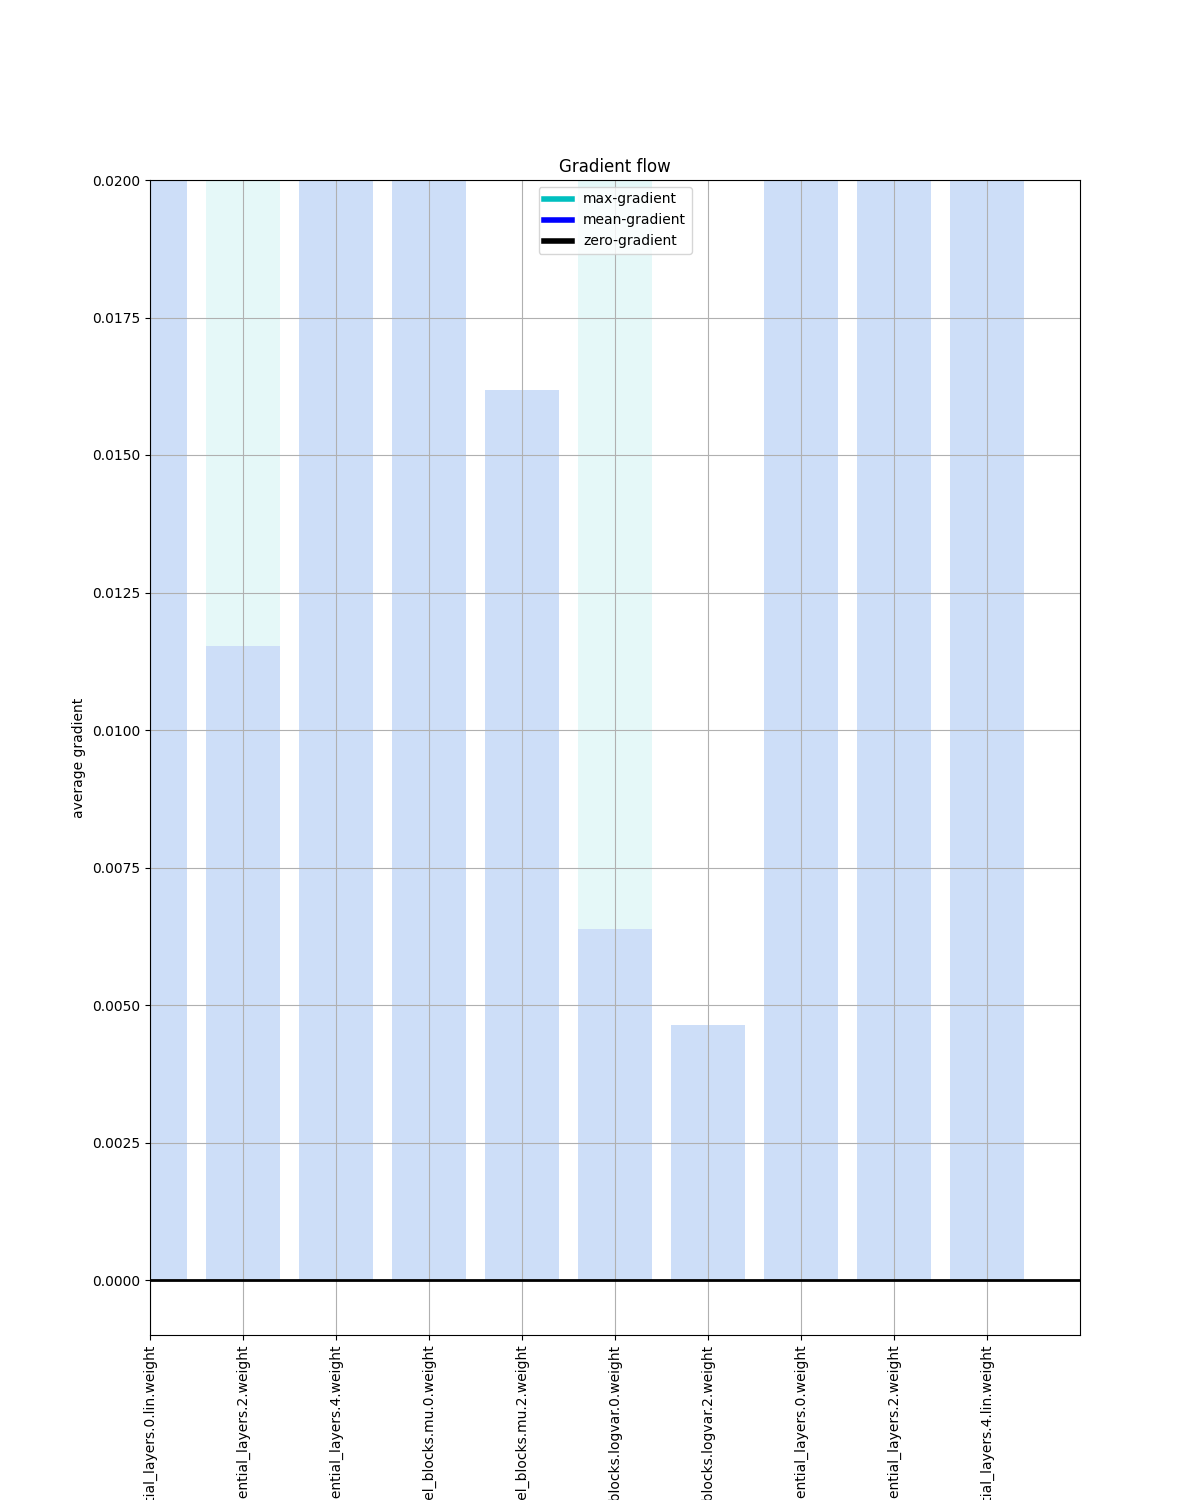 Gradient flow
max-gradient
mean-gradient
zero-gradient
0.0200
0.0175
0.0150
0.0125
0.0100
0.0075
0.0050
0.0025
0.0000
average gradient
tial_layers.0.lin.weight
ential_layers.2.weight
ential_layers.4.weight
el_blocks.mu.0.weight
el_blocks.mu.2.weight
blocks.logvar.0.weight
blocks.logvar.2.weight
ential_layers.0.weight
ential_layers.2.weight
tial_layers.4.lin.weight